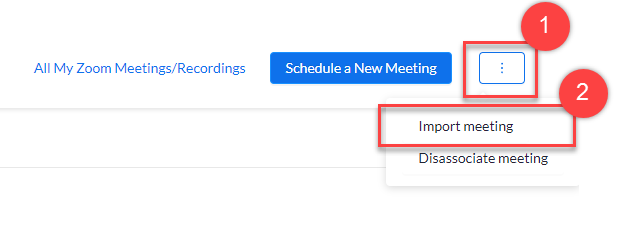 1
All My Zoom Meetings/Recordings Schedule a New Meeting
2
Import meeting
Disassociate meeting